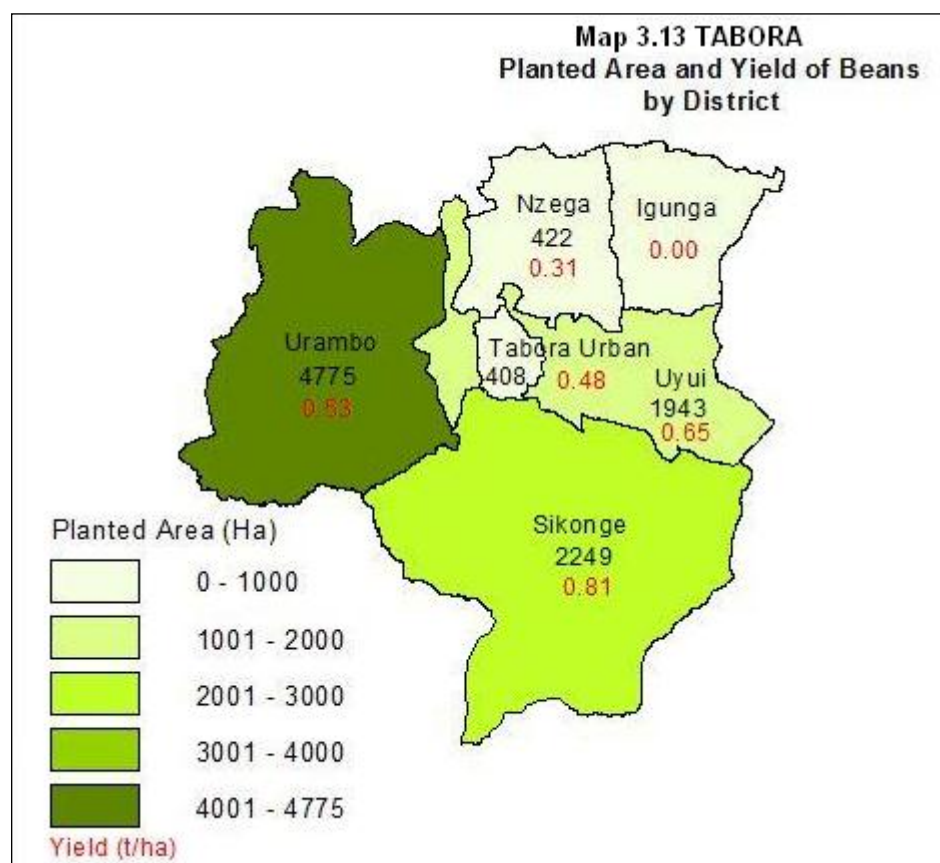 Map 3.13 TABORA
Planted Area and Yield of Beans
by District
Nzega
422
0.31
Igunga
0.00
Urambo
4775
0.53
Tabora Urban
408
0.48
Uyui
1943
0.65
Sikonge
2249
0.81
Planted Area (Ha)
0 - 1000
1001 - 2000
2001 - 3000
3001 - 4000
4001 - 4775
Yield (t/ha)